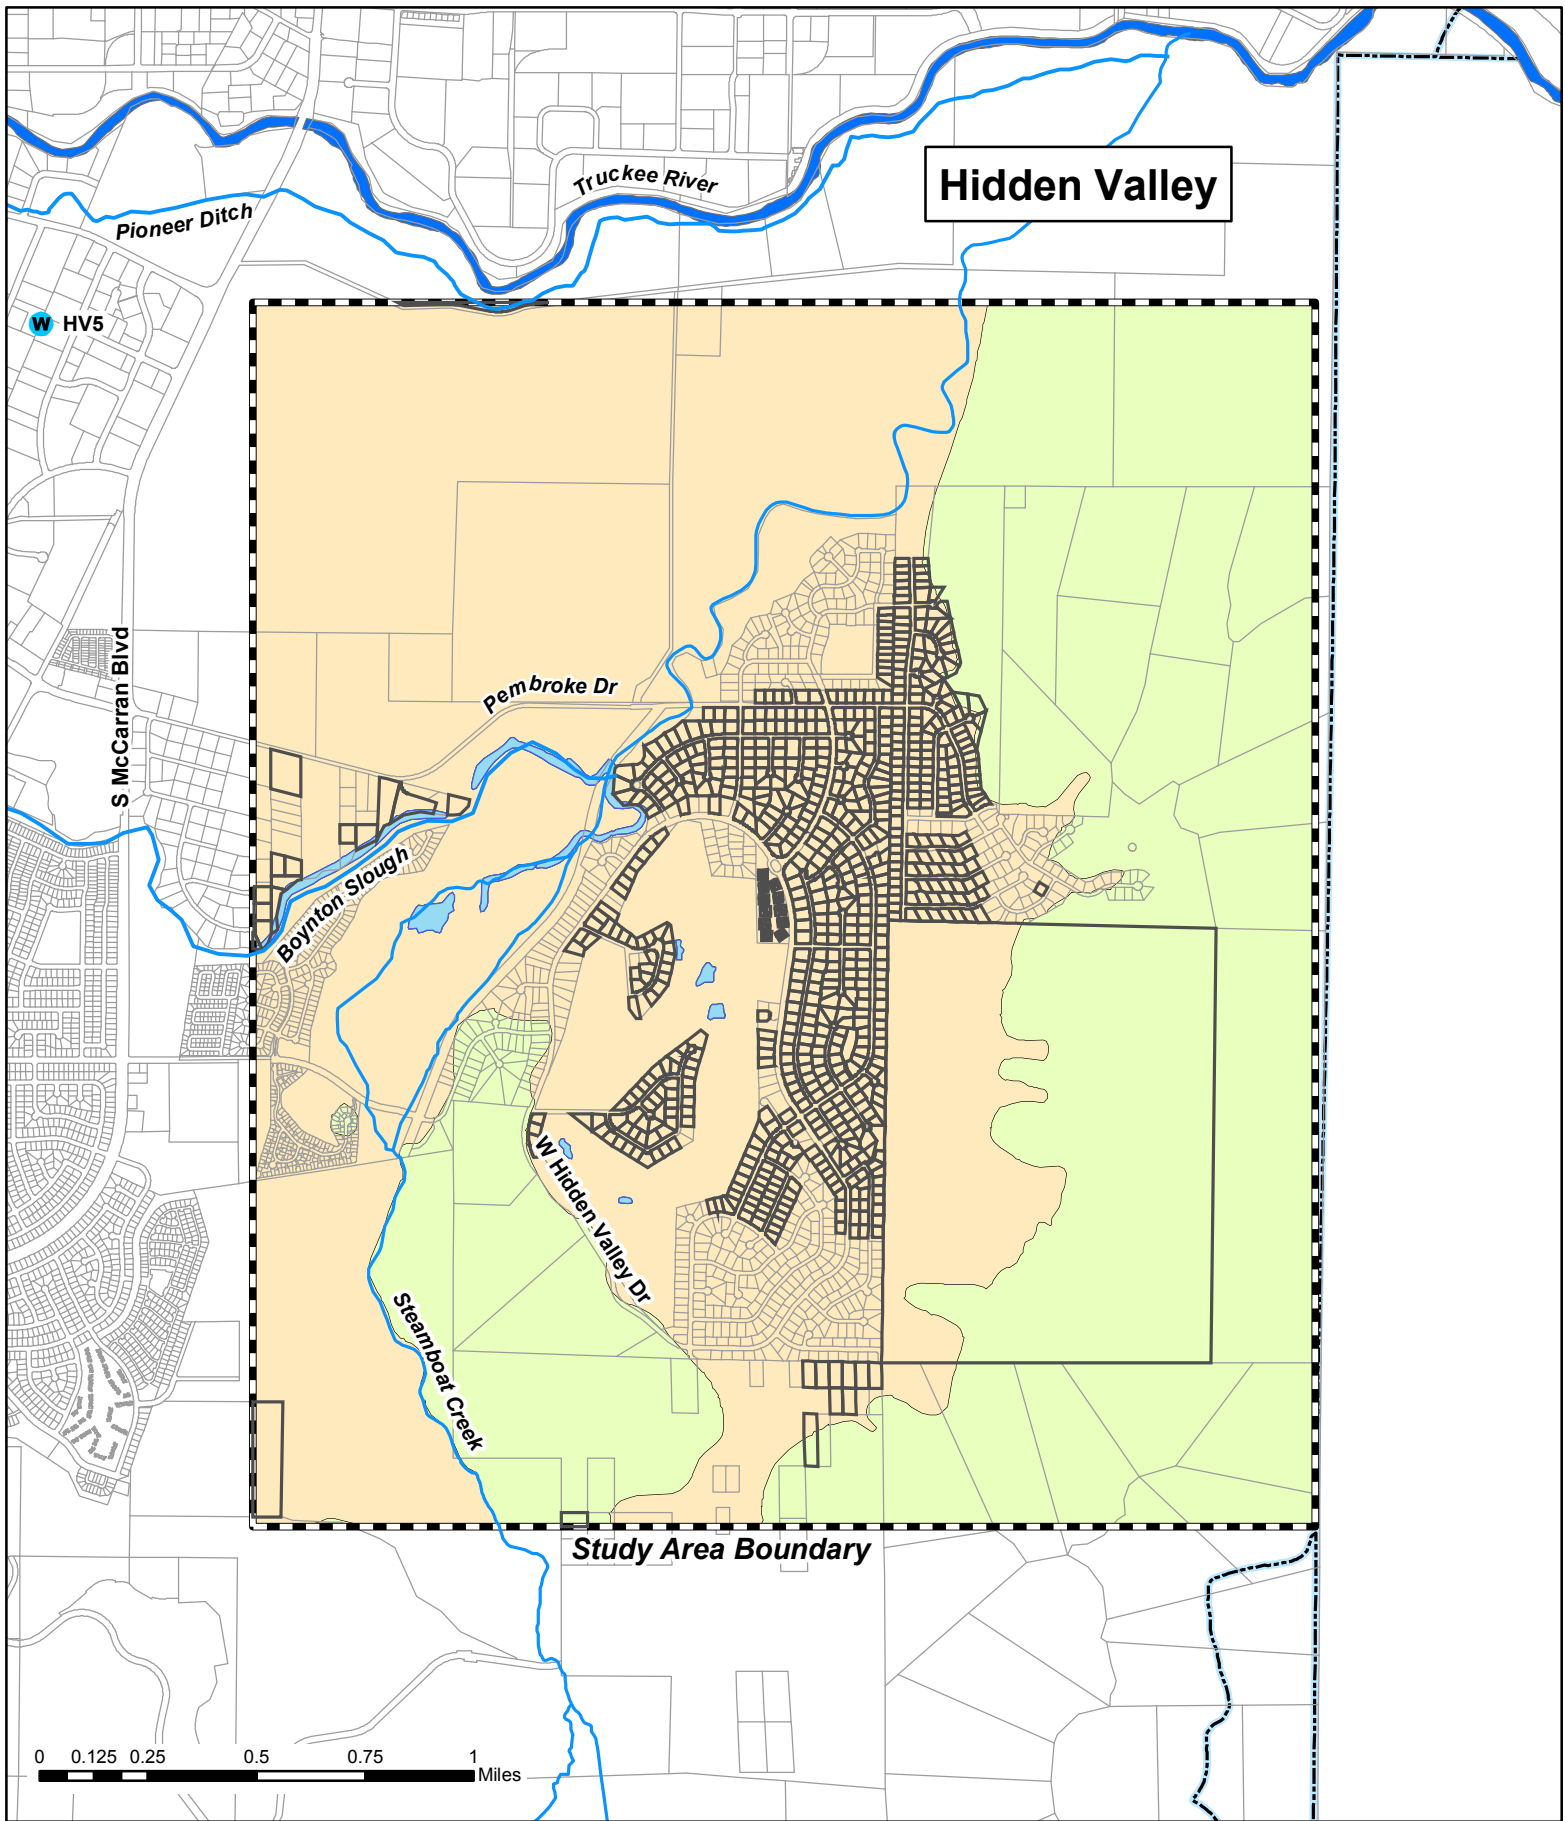 Truckee River
Hidden Valley
Pioneer Ditch
W HV5
S McCarran Blvd
Pembroke Dr
Boynton Slough
W Hidden Valley Dr
Steamboat Creek
Study Area Boundary
0 0.125 0.25 0.5 0.75 1
Miles